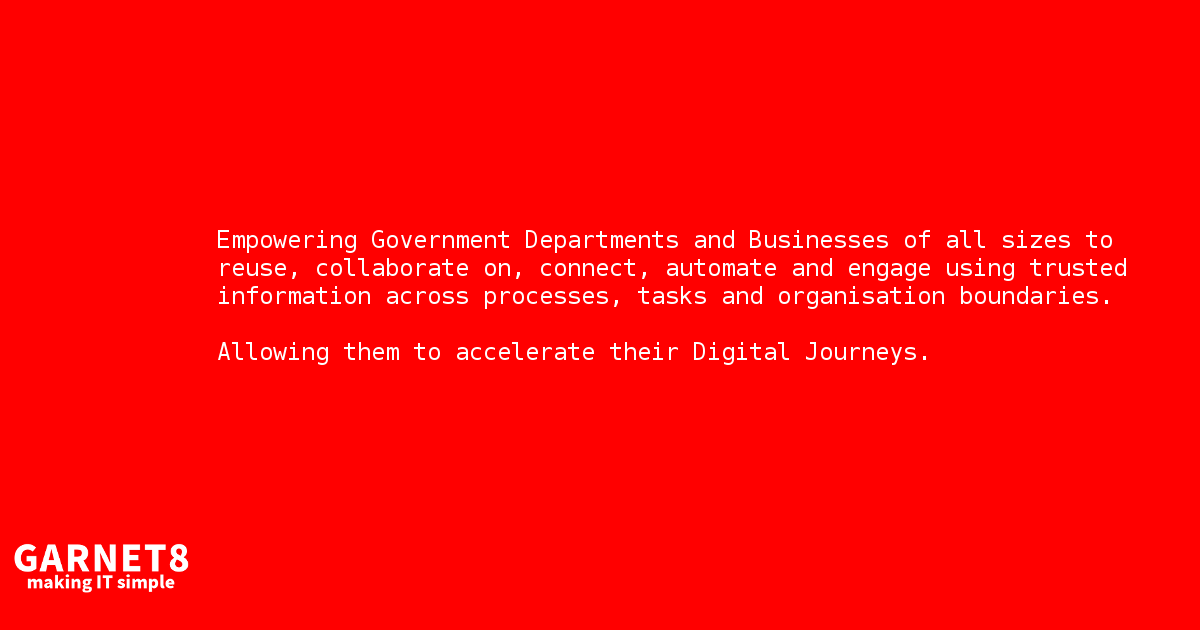 Empowering Government Departments and Businesses of all sizes to
reuse, collaborate on, connect, automate and engage using trusted
information across processes, tasks and organisation boundaries.
Allowing them to accelerate their Digital Journeys.
GARNET8
making IT simple